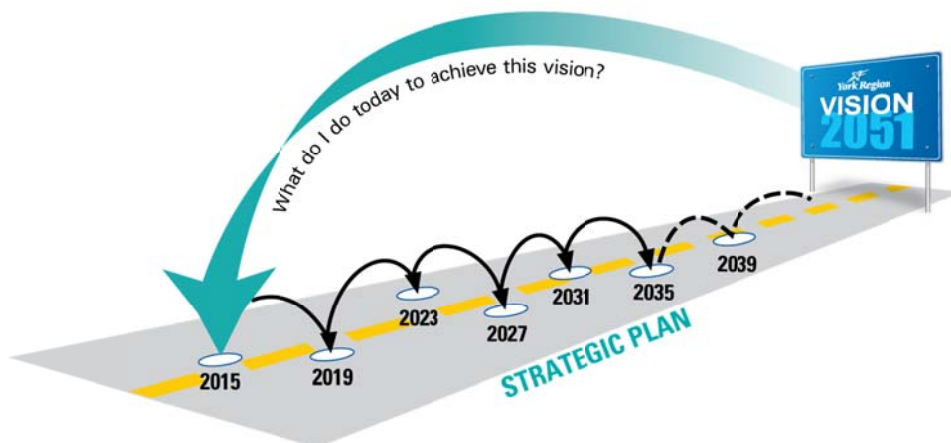 What do I do today to achieve this vision?
York Region
VISION
2051
2015
2019
2023
2027
2031
2035
2039
STRATEGIC PLAN